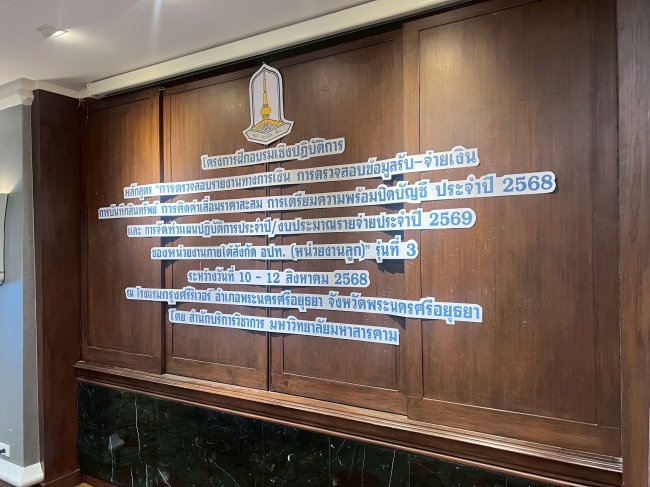 โครงการฝึกอบรมเชิงปฏิบัติการ
หลักสูตร "การตรวจสอบรายงานทางการเงิน การตรวจสอบข้อมูลรับ-จ่ายเงิน
การบันทึกสินทรัพย์ การคิดค่าเสื่อมราคาสะสม การเตรียมความพร้อมปิดบัญชี ประจำปี 2568
และ การจัดทำแผนปฏิบัติการประจำปี/งบประมาณรายจ่ายประจำปี 2569
ของหน่วยงานภายใต้สังกัด อปท. (หน่วยงานลูก)" รุ่นที่ 3
ระหว่างวันที่ 10 - 12 สิงหาคม 2568
ณ โรงแรมกรุงศรีริเวอร์ อำเภอพระนครศรีอยุธยา จังหวัดพระนครศรีอยุธยา
โดย สำนักบริการวิชาการ มหาวิทยาลัยมหาสารคาม